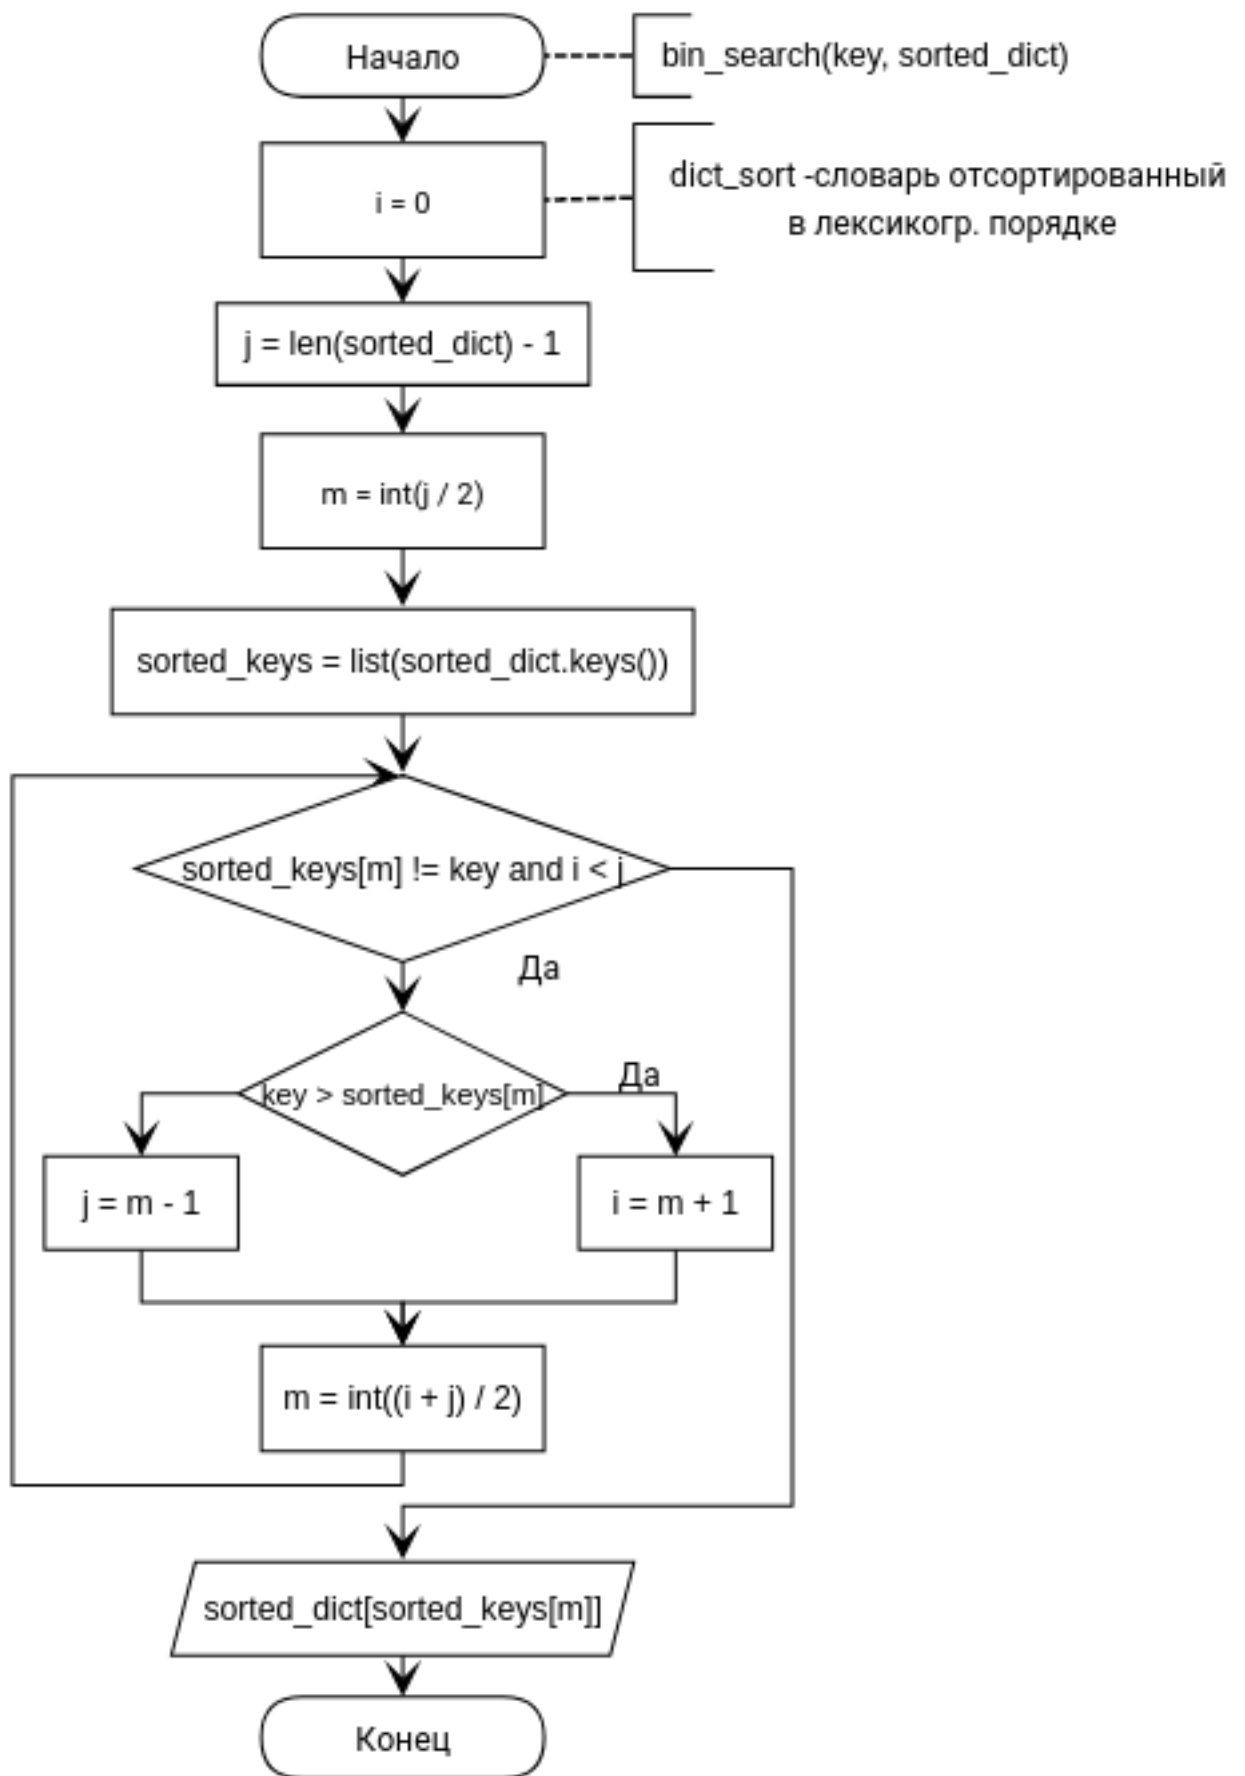 Начало
bin_search(key, sorted_dict)
i = 0
dict_sort -словарь отсортированный
в лексикогр. порядке
j = len(sorted_dict) - 1
m = int(j / 2)
sorted_keys = list(sorted_dict.keys())
sorted_keys[m] != key and i < j
Да
key > sorted_keys[m]
Да
j = m - 1
i = m + 1
m = int((i + j) / 2)
sorted_dict[sorted_keys[m]]
Конец